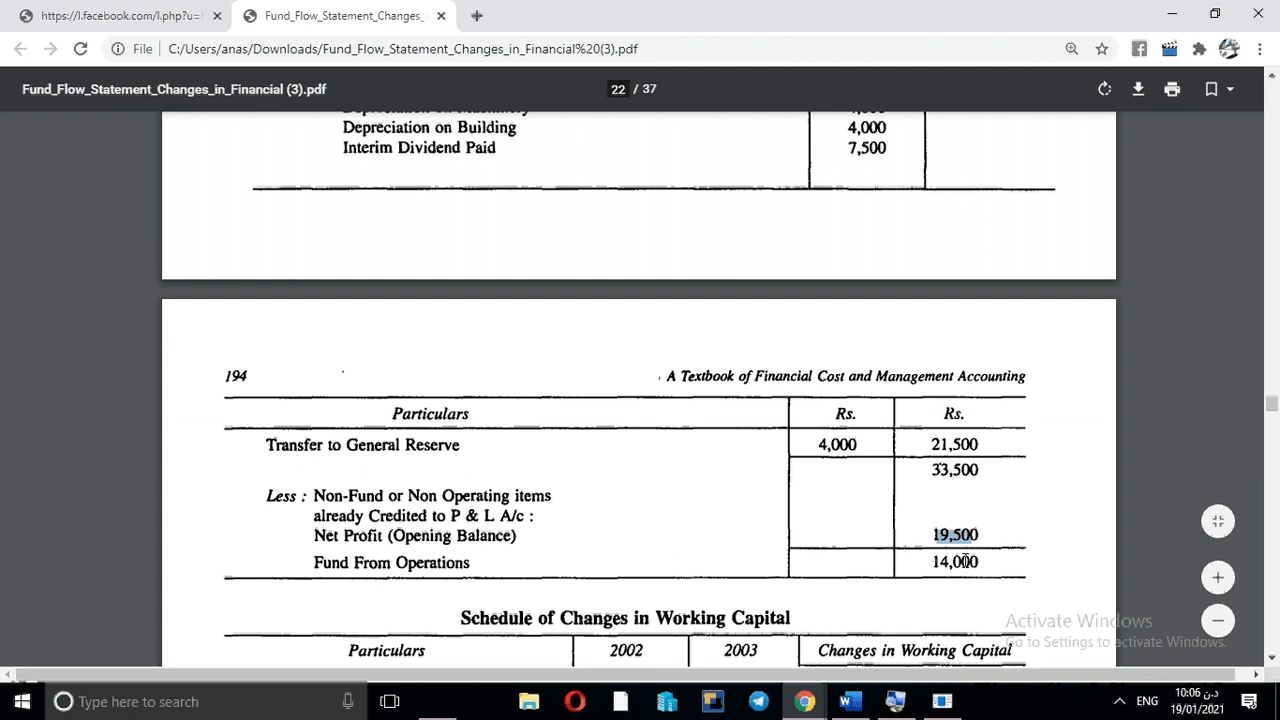 https://l.facebook.com/l.php?u=
Fund_Flow_Statement_Changes_
File
C:/Users/anas/Downloads/Fund_Flow_Statement_Changes_in_Financial%20(3).pdf
Fund_Flow_Statement_Changes_in_Financial (3).pdf
22 / 37
Depreciation on Machinery
Depreciation on Building 4,000
Interim Dividend Paid 7,500
194 A Textbook of Financial Cost and Management Accounting
Particulars Rs. Rs.
Transfer to General Reserve 4,000 21,500
33,500
Less : Non-Fund or Non Operating items
already Credited to P & L A/c :
Net Profit (Opening Balance) 19,500
Fund From Operations 14,000
Schedule of Changes in Working Capital
Particulars 2002 2003 Changes in Working Capital
Activate Windows
Go to Settings to activate Windows.
Type here to search
ENG
10:06 د.ن
19/01/2021